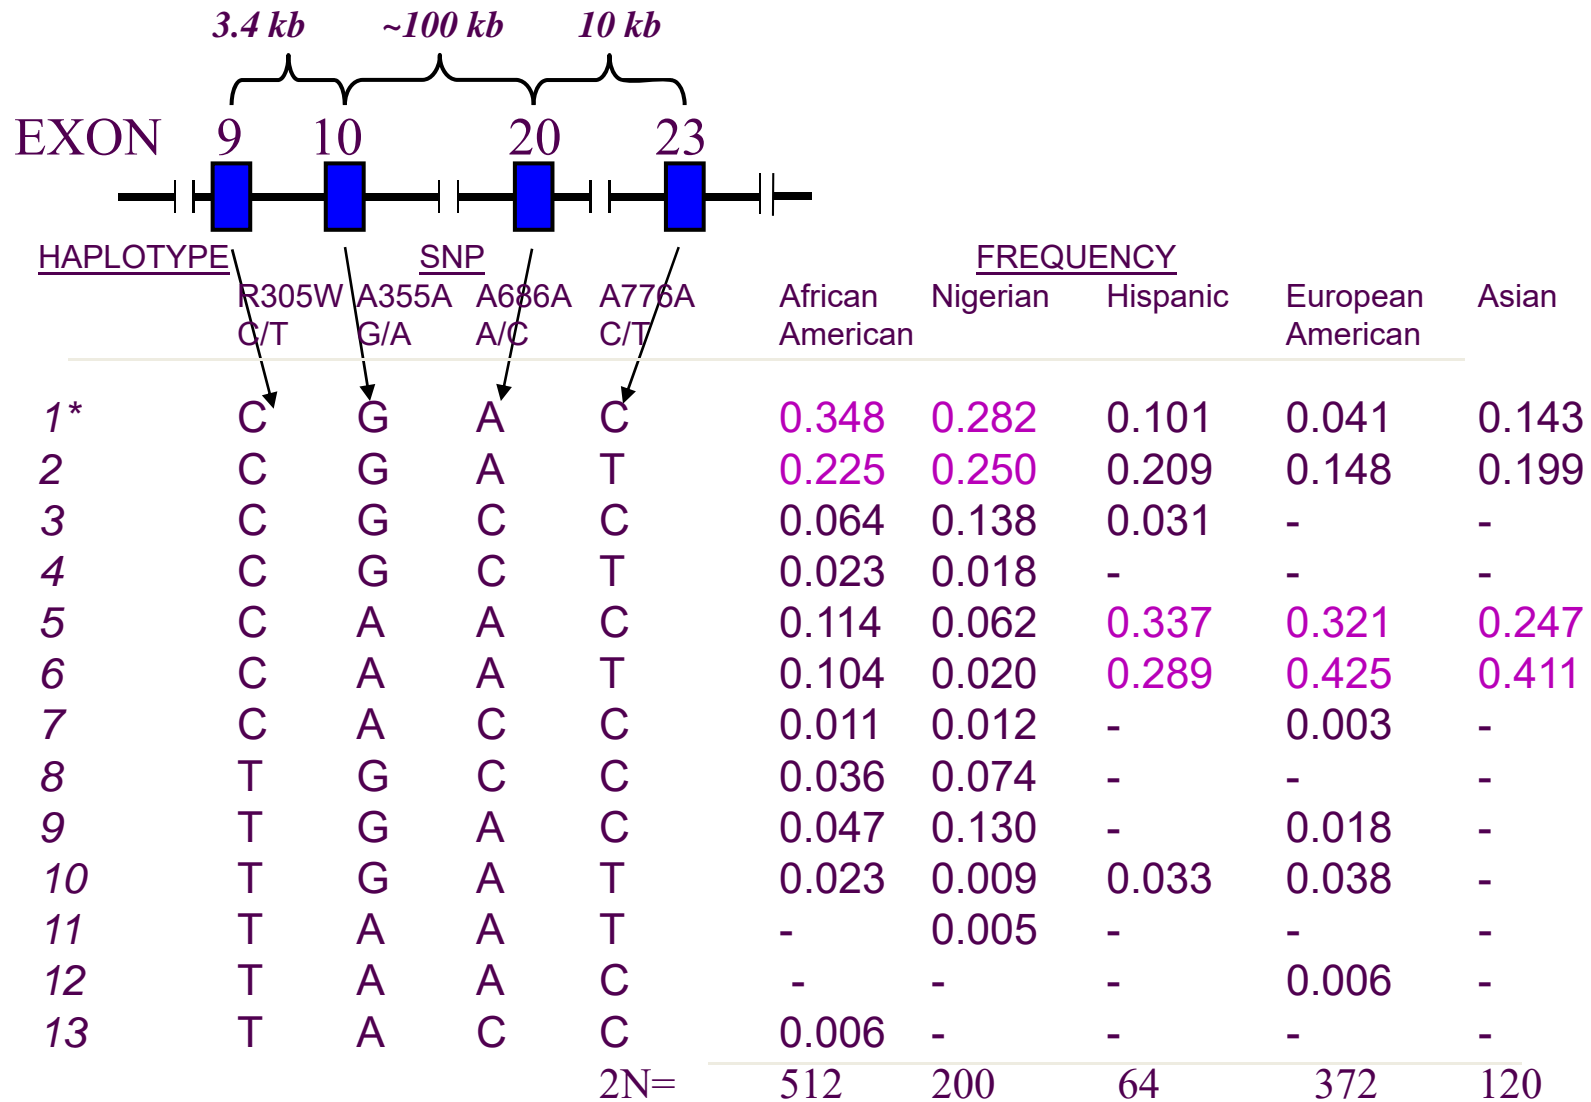 3.4 kb ~100 kb 10 kb
EXON 9 10 20 23
HAPLOTYPE SNP FREQUENCY
R305W A355A A686A A776A African Nigerian Hispanic European Asian
C/T G/A A/C C/T American American
1* C G A C 0.348 0.282 0.101 0.041 0.143
2 C G A T 0.225 0.250 0.209 0.148 0.199
3 C G C C 0.064 0.138 0.031 - -
4 C G C T 0.023 0.018 - - -
5 C A A C 0.114 0.062 0.337 0.321 0.247
6 C A A T 0.104 0.020 0.289 0.425 0.411
7 C A C C 0.011 0.012 - 0.003 -
8 T G C C 0.036 0.074 - - -
9 T G A C 0.047 0.130 - 0.018 -
10 T G A T 0.023 0.009 0.033 0.038 -
11 T A A T - 0.005 - - -
12 T A A C - - - 0.006 -
13 T A C C 0.006 - - - -
2N= 512 200 64 372 120